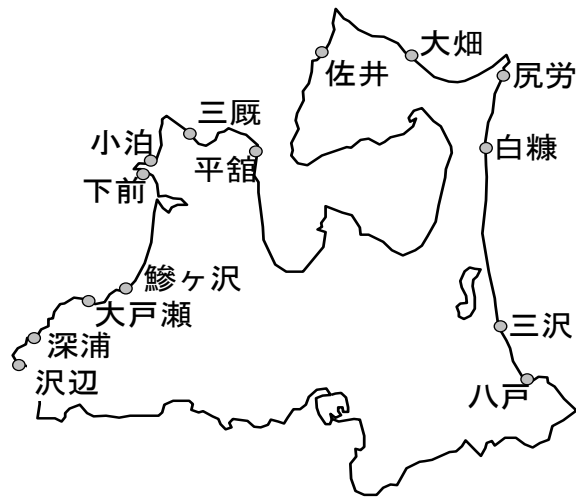 大畑
佐井
尻労
三厩
小泊
平舘
白糠
下前
鰺ヶ沢
大戸瀬
三沢
深浦
沢辺
八戸